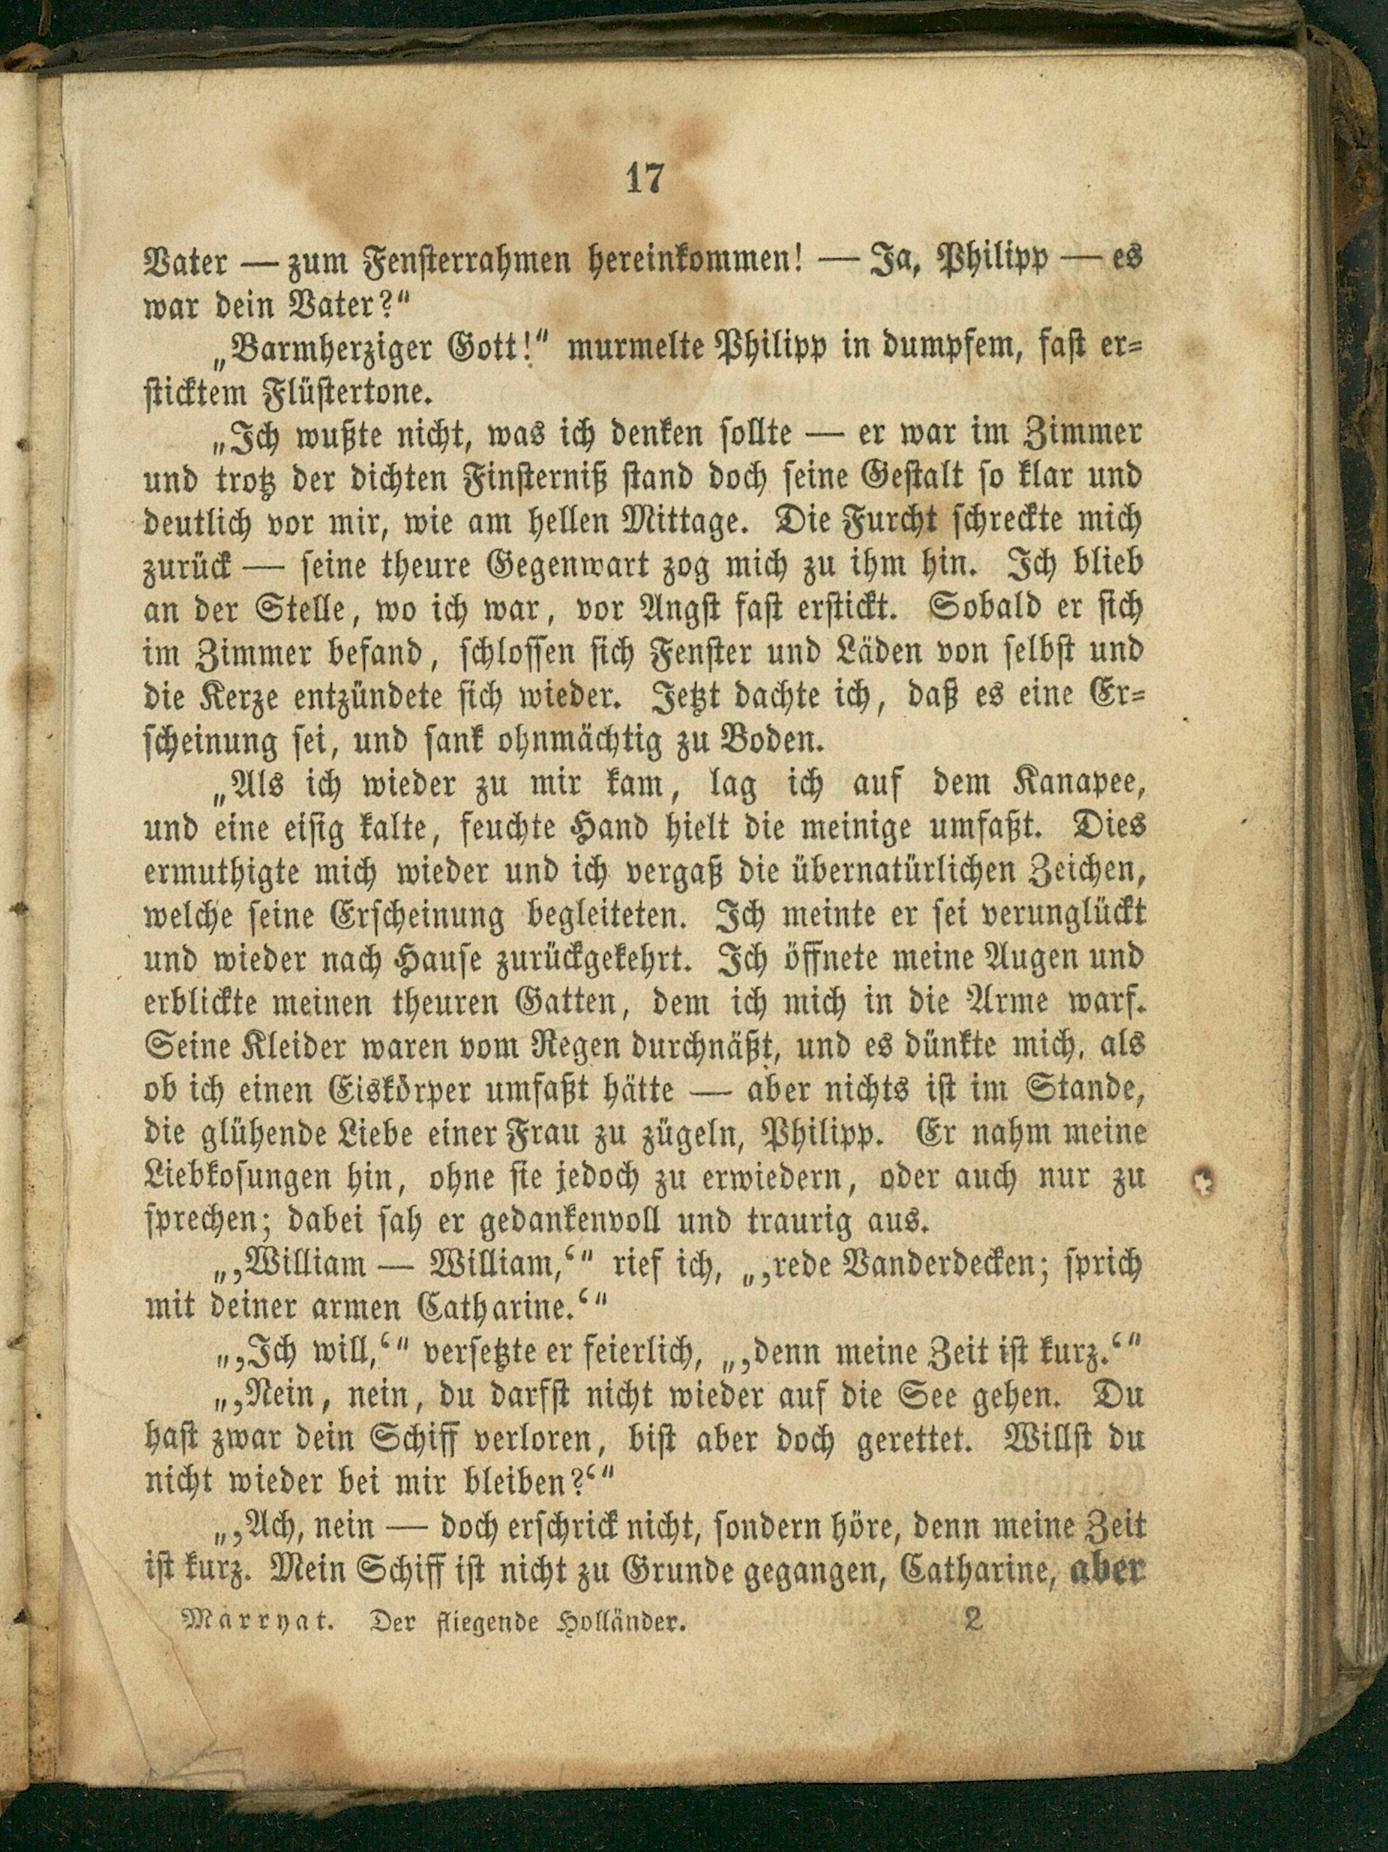 17
Vater — zum Fensterrahmen hereinkommen! — Ja, Philipp — es
war dein Vater?“
„Barmherziger Gott!“ murmelte Philipp in dumpfem, fast er=
sticktem Flüstertone.
„Ich wußte nicht, was ich denken sollte — er war im Zimmer
und trotz der dichten Finsterniß stand doch seine Gestalt so klar und
deutlich vor mir, wie am hellen Mittage. Die Furcht schreckte mich
zurück — seine theure Gegenwart zog mich zu ihm hin. Ich blieb
an der Stelle, wo ich war, vor Angst fast erstickt. Sobald er sich
im Zimmer befand, schlossen sich Fenster und Läden von selbst und
die Kerze entzündete sich wieder. Jetzt dachte ich, daß es eine Er=
scheinung sei, und sank ohnmächtig zu Boden.
„Als ich wieder zu mir kam, lag ich auf dem Kanapee,
und eine eisig kalte, feuchte Hand hielt die meinige umfaßt. Dies
ermuthigte mich wieder und ich vergaß die übernatürlichen Zeichen,
welche seine Erscheinung begleiteten. Ich meinte er sei verunglückt
und wieder nach Hause zurückgekehrt. Ich öffnete meine Augen und
erblickte meinen theuren Gatten, dem ich mich in die Arme warf.
Seine Kleider waren vom Regen durchnäßt, und es dünkte mich, als
ob ich einen Eiskörper umfaßt hätte — aber nichts ist im Stande,
die glühende Liebe einer Frau zu zügeln, Philipp. Er nahm meine
Liebkosungen hin, ohne sie jedoch zu erwiedern, oder auch nur zu
sprechen; dabei sah er gedankenvoll und traurig aus.
„‚William — William,‘“ rief ich, „‚rede Vanderdecken; sprich
mit deiner armen Catharine.‘“
„‚Ich will,‘“ versetzte er feierlich, „‚denn meine Zeit ist kurz.‘“
„‚Nein, nein, du darfst nicht wieder auf die See gehen. Du
hast zwar dein Schiff verloren, bist aber doch gerettet. Willst du
nicht wieder bei mir bleiben?‘“
„‚Ach, nein — doch erschrick nicht, sondern höre, denn meine Zeit
ist kurz. Mein Schiff ist nicht zu Grunde gegangen, Catharine, aber
Marryat. Der fliegende Holländer. 2